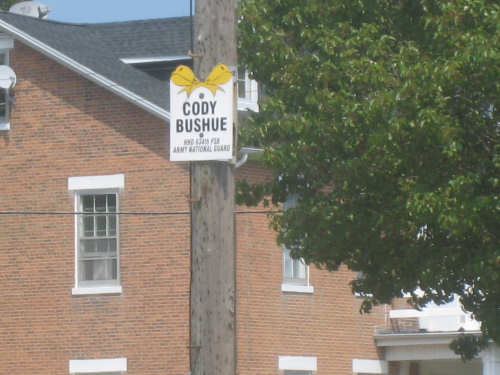 CODY
BUSHUE
HHD 634th FSB
ARMY NATIONAL GUARD